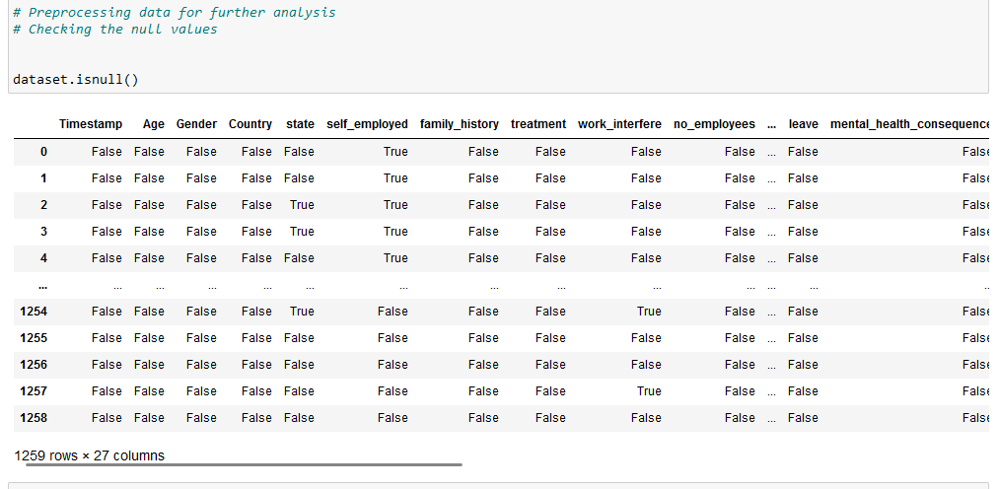 # Preprocessing data for further analysis
# Checking the null values
dataset.isnull()
Timestamp Age Gender Country state self_employed family_history treatment work_interfere no_employees ... leave mental_health_consequence
0 False False False False False True False False False False ... False False
1 False False False False False True False False False False ... False False
2 False False False False True True False False False False ... False False
3 False False False False True True False False False False ... False False
4 False False False False False True False False False False ... False False
... ... ... ... ... ... ... ... ... ... ... ... ... ...
1254 False False False False True False False False True False ... False False
1255 False False False False False False False False False False ... False False
1256 False False False False False False False False False False ... False False
1257 False False False False False False False False True False ... False False
1258 False False False False False False False False False False ... False False
1259 rows × 27 columns